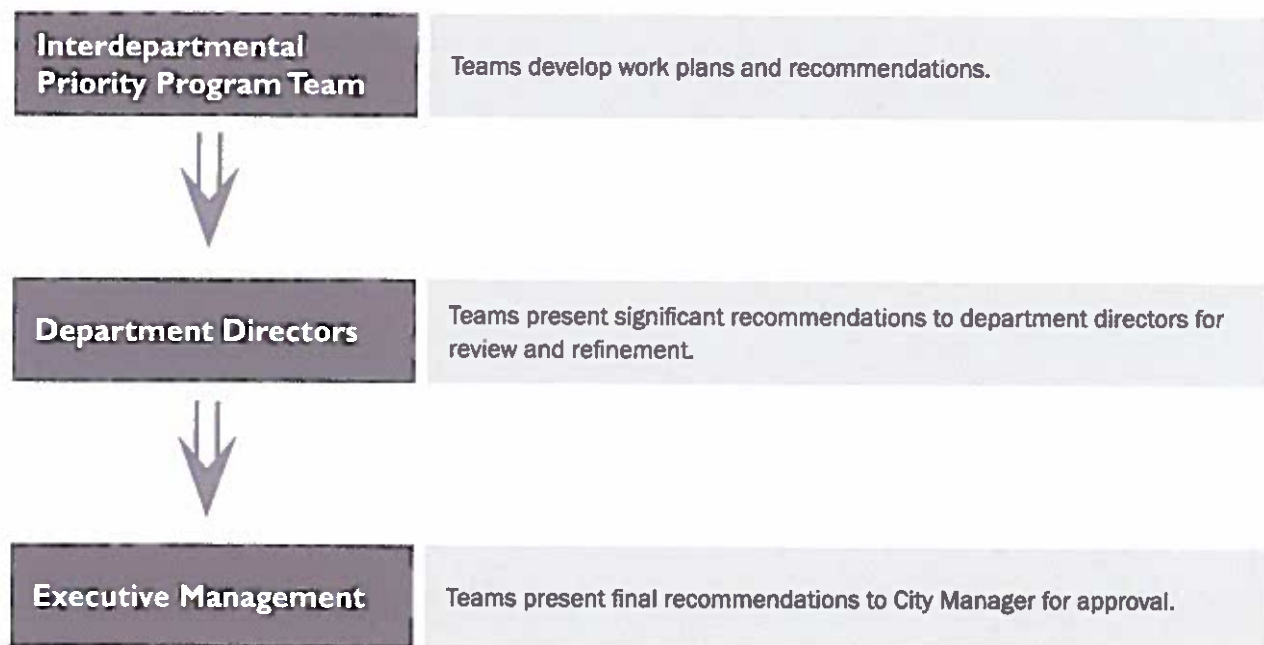 Interdepartmental
Priority Program Team
Teams develop work plans and recommendations.
Department Directors
Teams present significant recommendations to department directors for
review and refinement.
Executive Management
Teams present final recommendations to City Manager for approval.